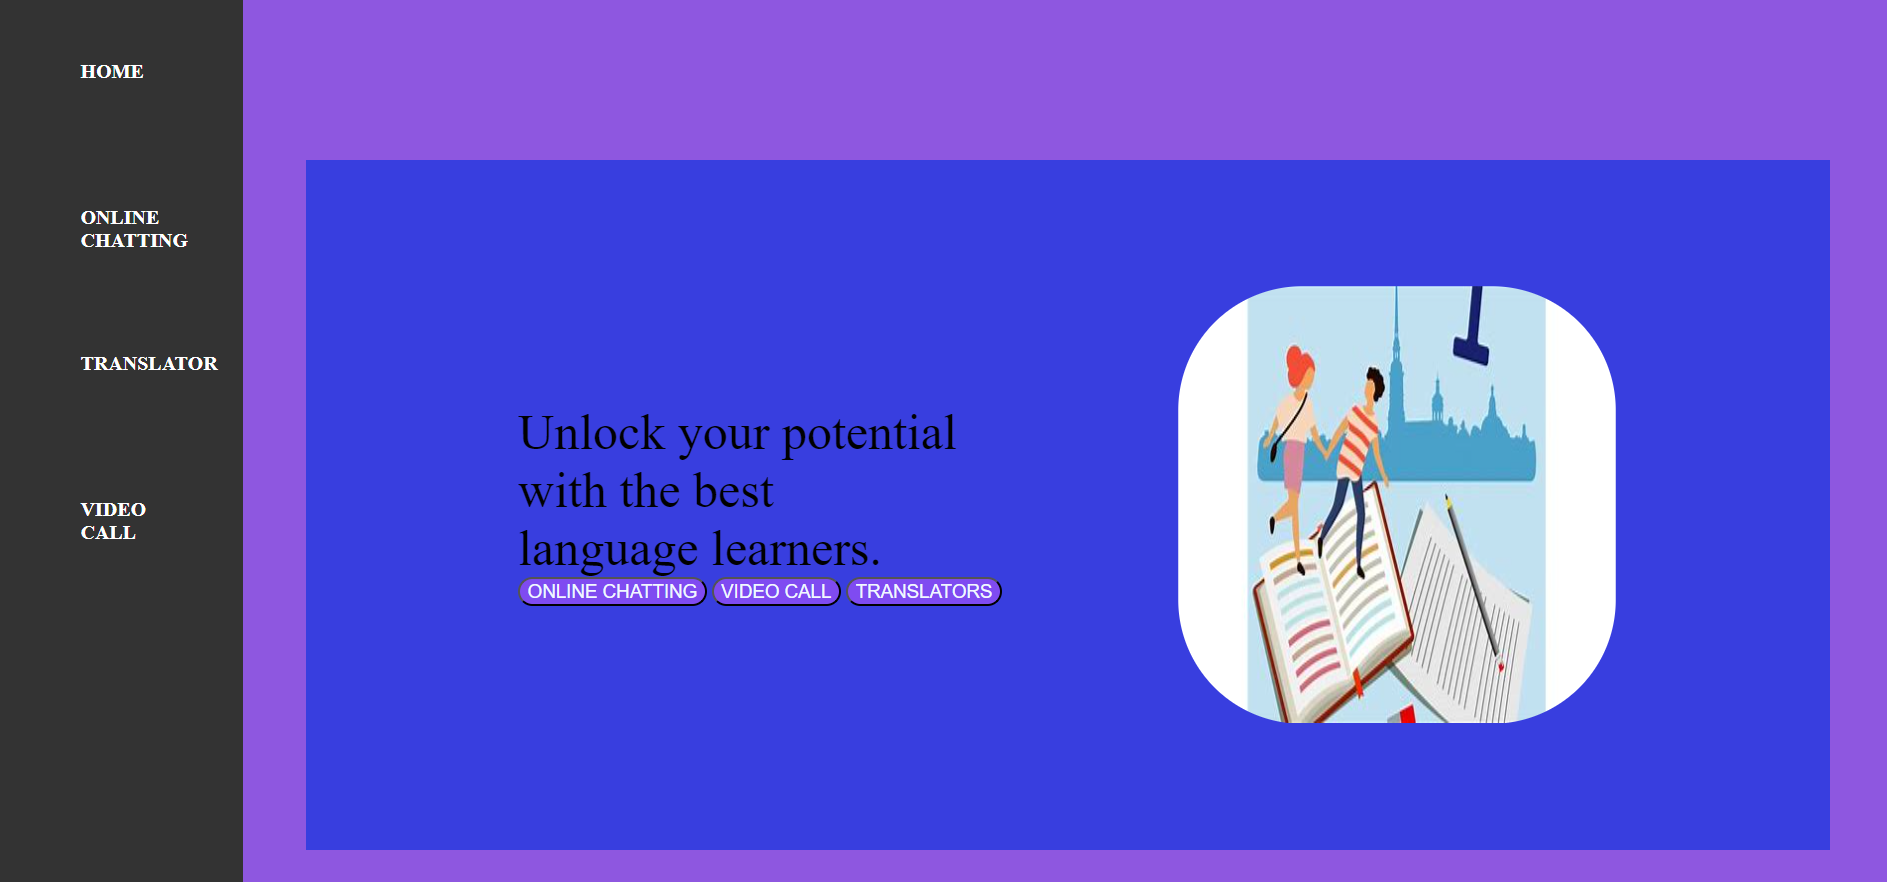 HOME
ONLINE
CHATTING
TRANSLATOR
VIDEO
CALL
Unlock your potential
with the best
language learners.
ONLINE CHATTING VIDEO CALL TRANSLATORS